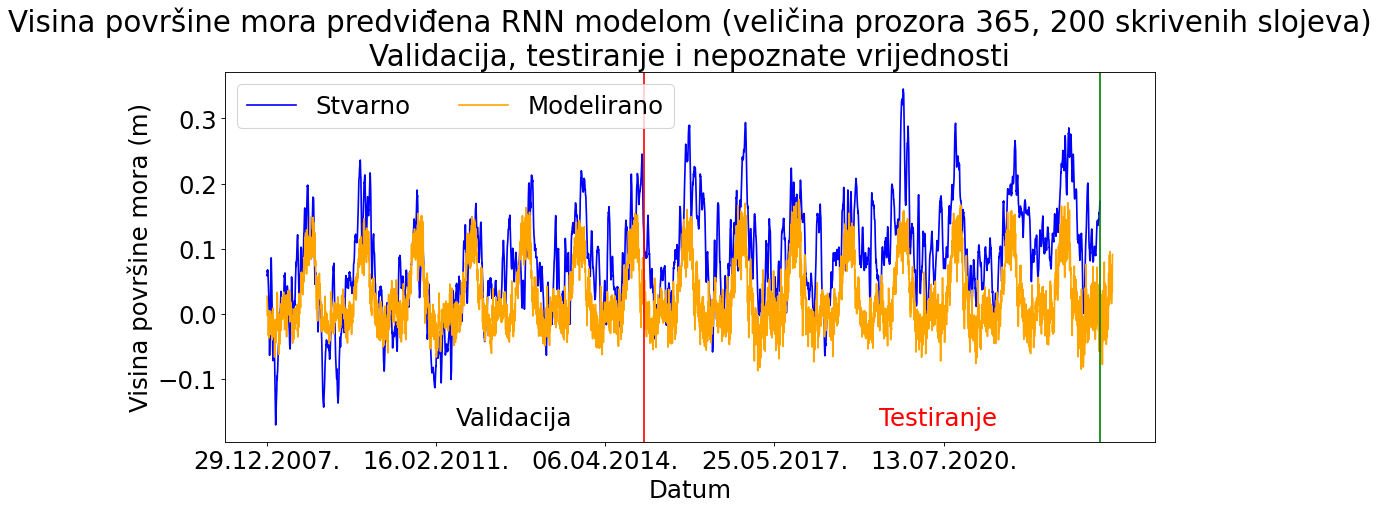 Visina površine mora predviđena RNN modelom (veličina prozora 365, 200 skrivenih slojeva)
Validacija, testiranje i nepoznate vrijednosti
Stvarno
Modelirano
Visina površine mora (m)
0.3
0.2
0.1
0.0
−0.1
Validacija
Testiranje
29.12.2007.
16.02.2011.
06.04.2014.
25.05.2017.
13.07.2020.
Datum